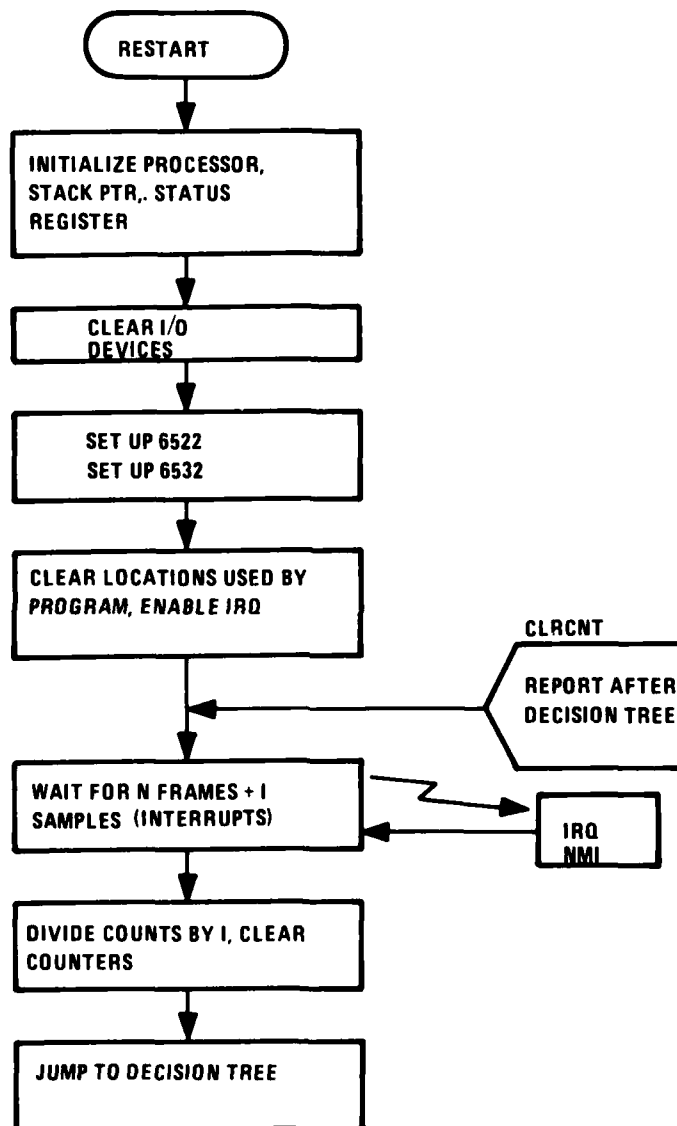 RESTART
INITIALIZE PROCESSOR,
STACK PTR,. STATUS
REGISTER
CLEAR I/O
DEVICES
SET UP 6522
SET UP 6532
CLEAR LOCATIONS USED BY
PROGRAM, ENABLE IRQ
CLRCNT
REPORT AFTER
DECISION TREE
WAIT FOR N FRAMES + I
SAMPLES (INTERRUPTS)
IRQ
NMI
DIVIDE COUNTS BY I, CLEAR
COUNTERS
JUMP TO DECISION TREE